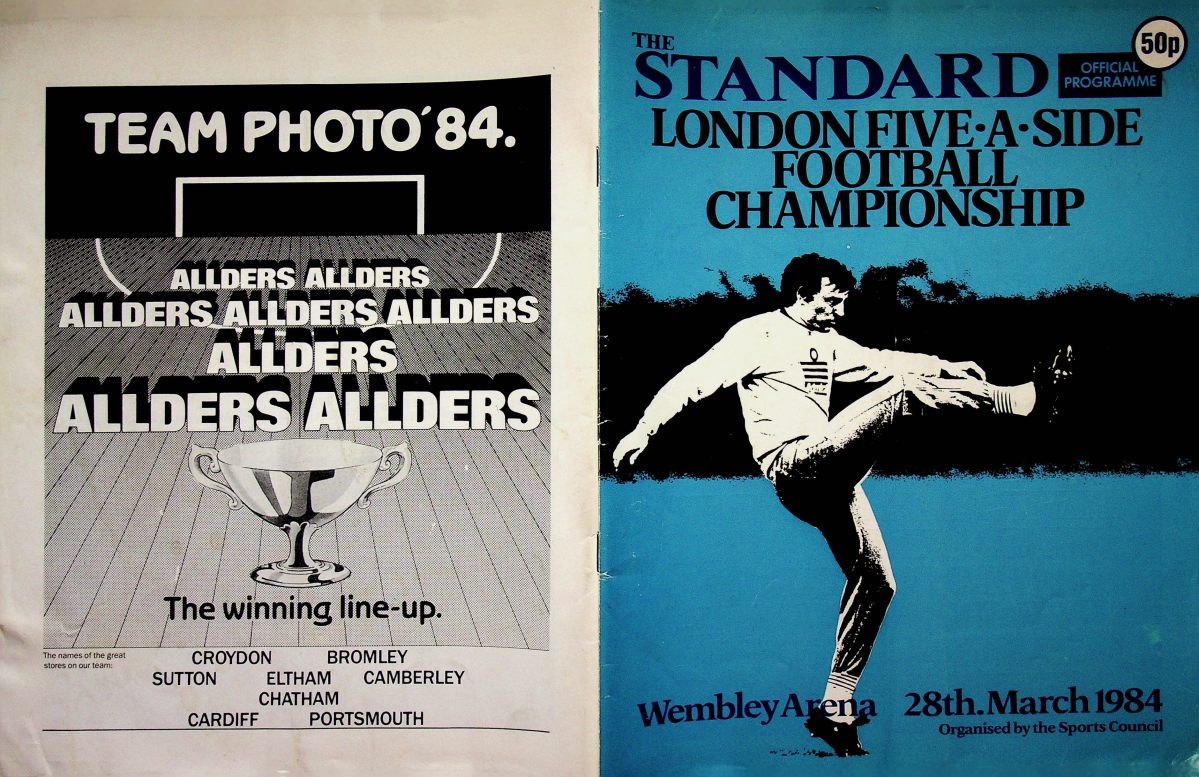 TEAM PHOTO '84.
ALLDERS ALLDERS
ALLDERS ALLDERS ALLDERS
ALLDERS
ALLDERS ALLDERS
The winning line-up.
The names of the great
stores on our team:
CROYDON BROMLEY
SUTTON ELTHAM CAMBERLEY
CHATHAM
CARDIFF PORTSMOUTH
50p
THE
STANDARD
OFFICIAL
PROGRAMME
LONDON FIVE·A·SIDE
FOOTBALL
CHAMPIONSHIP
Wembley Arena 28th. March 1984
Organised by the Sports Council